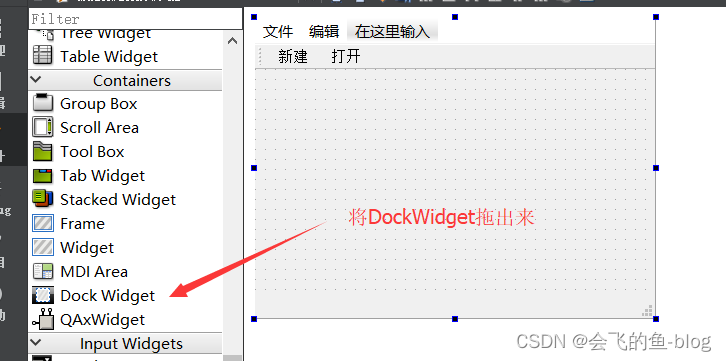 Filter
Tree Widget
Table Widget
Containers
Group Box
Scroll Area
Tool Box
Tab Widget
Stacked Widget
Frame
Widget
MDI Area
Dock Widget
QAxWidget
Input Widgets
文件 编辑 在这里输入
新建 打开
将DockWidget拖出来
CSDN @会飞的鱼-blog